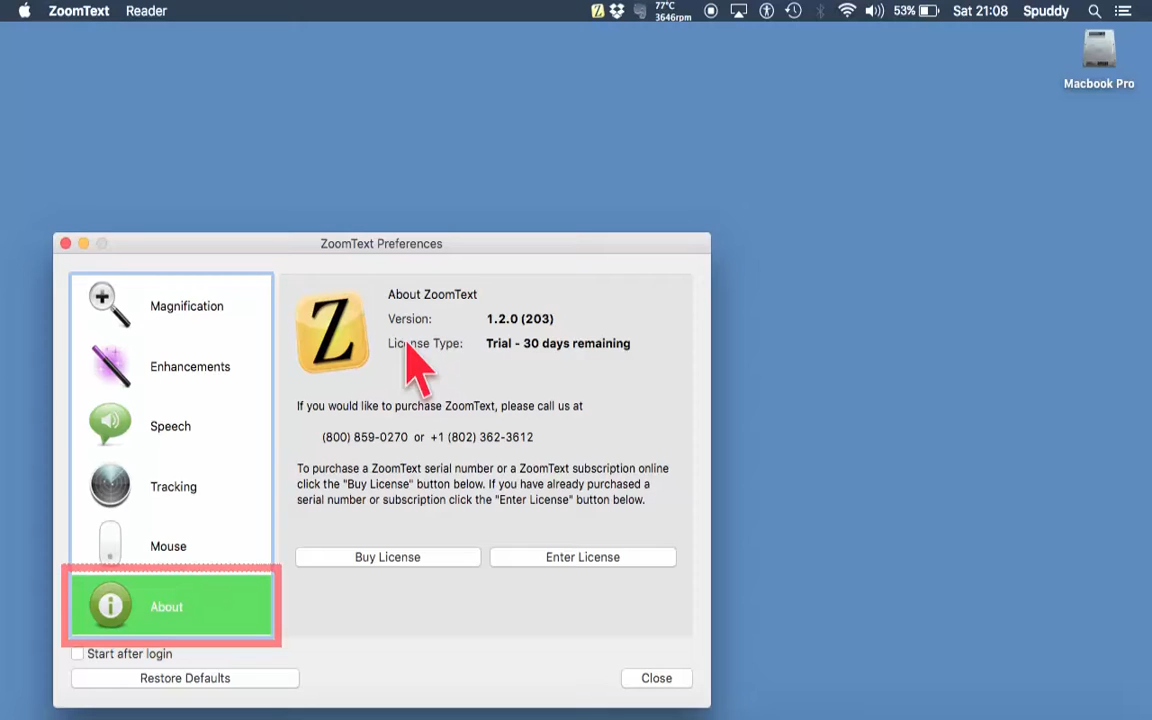 ZoomText Reader 77°C 3646rpm 53% Sat 21:08 Spuddy
Macbook Pro
ZoomText Preferences
Magnification
Enhancements
Speech
Tracking
Mouse
About
Z
About ZoomText
Version: 1.2.0 (203)
License Type: Trial - 30 days remaining
If you would like to purchase ZoomText, please call us at
(800) 859-0270 or +1 (802) 362-3612
To purchase a ZoomText serial number or a ZoomText subscription online
click the "Buy License" button below. If you have already purchased a
serial number or subscription click the "Enter License" button below.
Buy License Enter License
Start after login
Restore Defaults Close